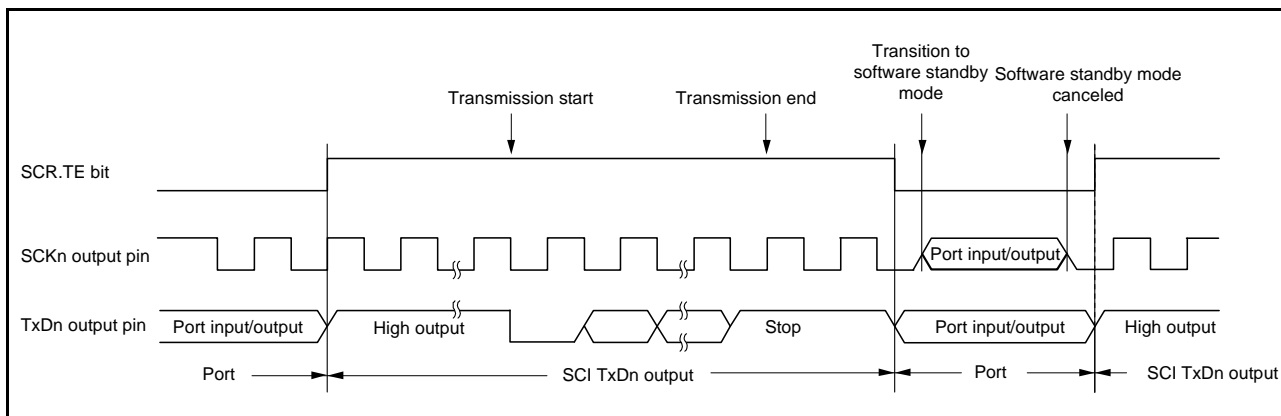 Transition to
software standby
mode
Software standby mode
canceled
Transmission start
Transmission end
SCR.TE bit
SCKn output pin
Port input/output
TxDn output pin
Port input/output
High output
Stop
Port input/output
High output
Port
SCI TxDn output
Port
SCI TxDn output